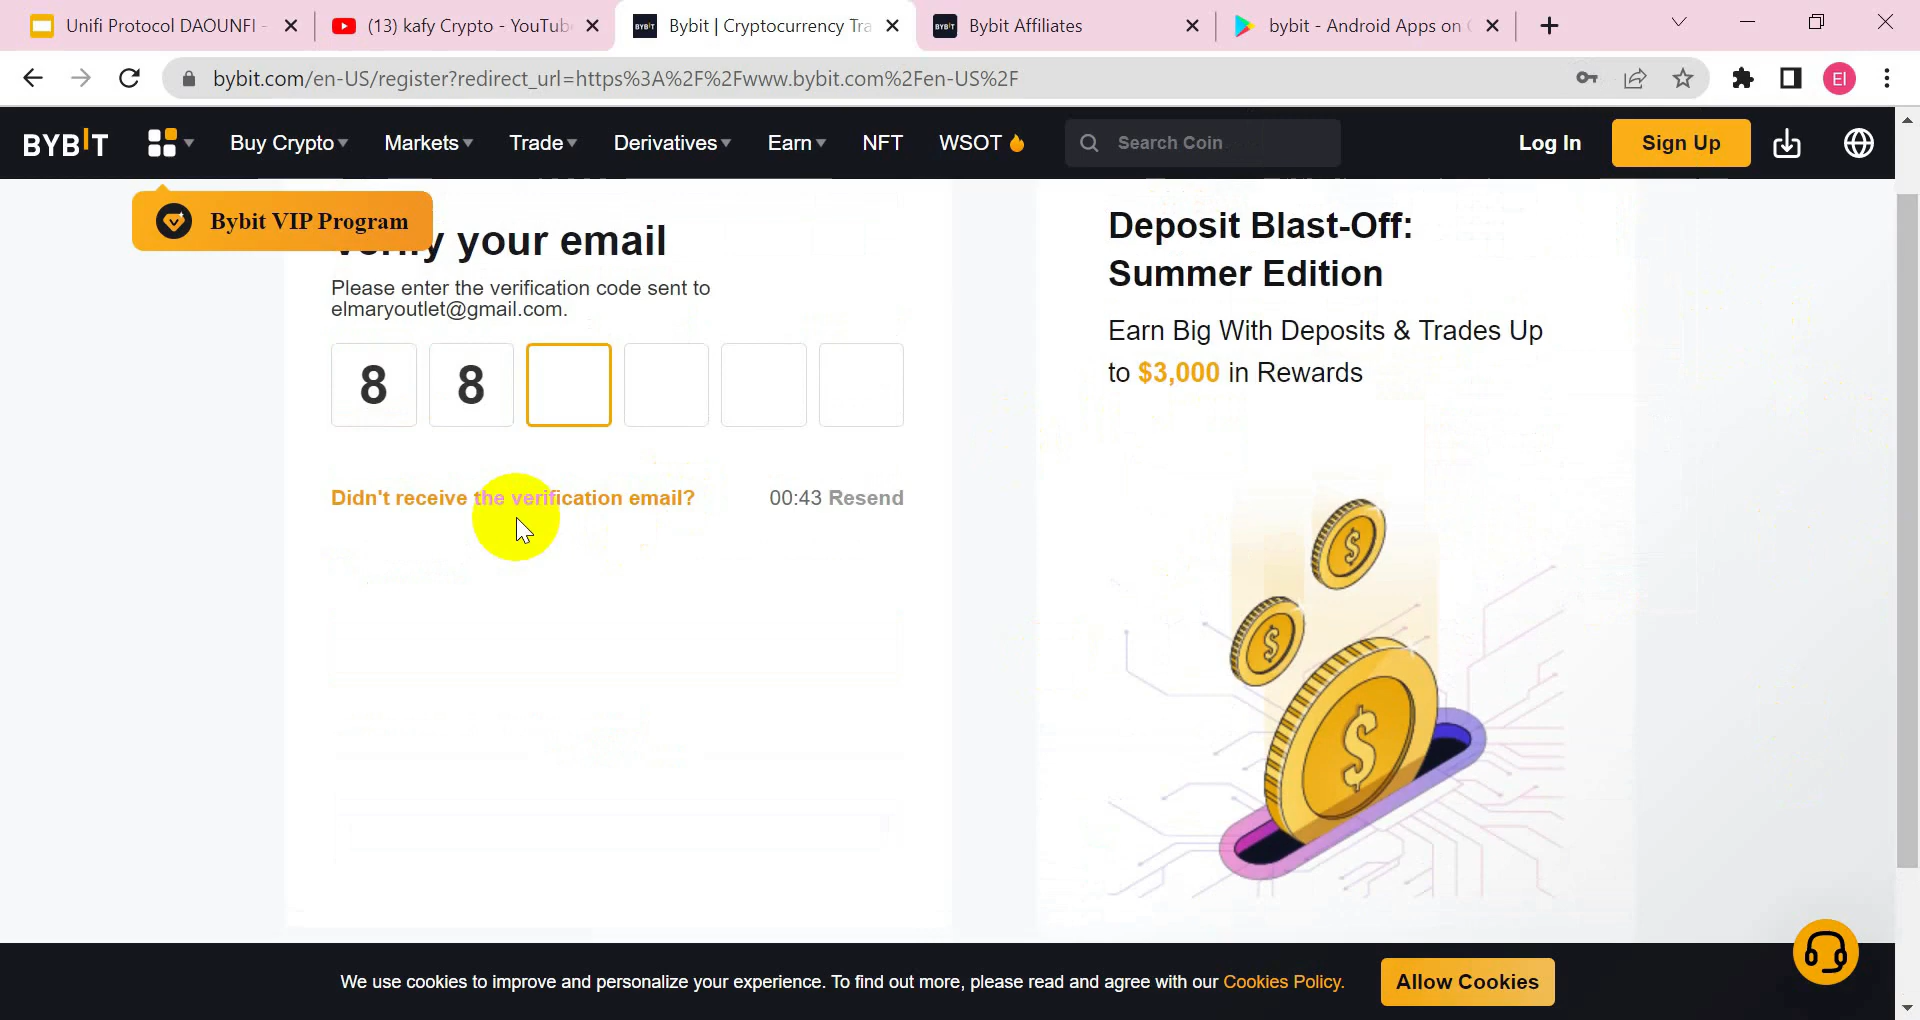 Unifi Protocol DAOUNFI -
(13) kafy Crypto - YouTub
Bybit | Cryptocurrency Tra
Bybit Affiliates
bybit - Android Apps on
bybit.com/en-US/register?redirect_url=https%3A%2F%2Fwww.bybit.com%2Fen-US%2F
El
BYBIT
Buy Crypto
Markets
Trade
Derivatives
Earn
NFT
WSOT
Search Coin
Log In
Sign Up
Bybit VIP Program
your email
Please enter the verification code sent to
elmaryoutlet@gmail.com.
8 8
Didn't receive the verification email?
00:43 Resend
Deposit Blast-Off:
Summer Edition
Earn Big With Deposits & Trades Up
to $3,000 in Rewards
We use cookies to improve and personalize your experience. To find out more, please read and agree with our Cookies Policy.
Allow Cookies